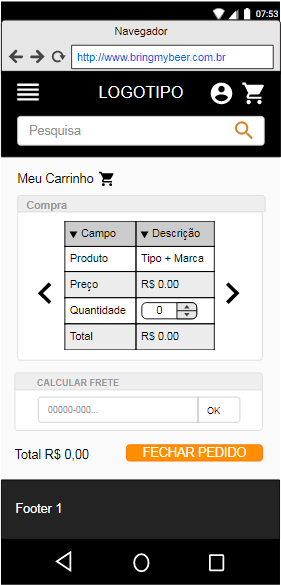 07:53
Navegador
http://www.bringmybeer.com.br
LOGOTIPO
Pesquisa
Meu Carrinho
Compra
Campo Descrição
Produto Tipo + Marca
Preço R$ 0.00
Quantidade 0
Total R$ 0.00
CALCULAR FRETE
00000-000... OK
Total R$ 0,00 FECHAR PEDIDO
Footer 1